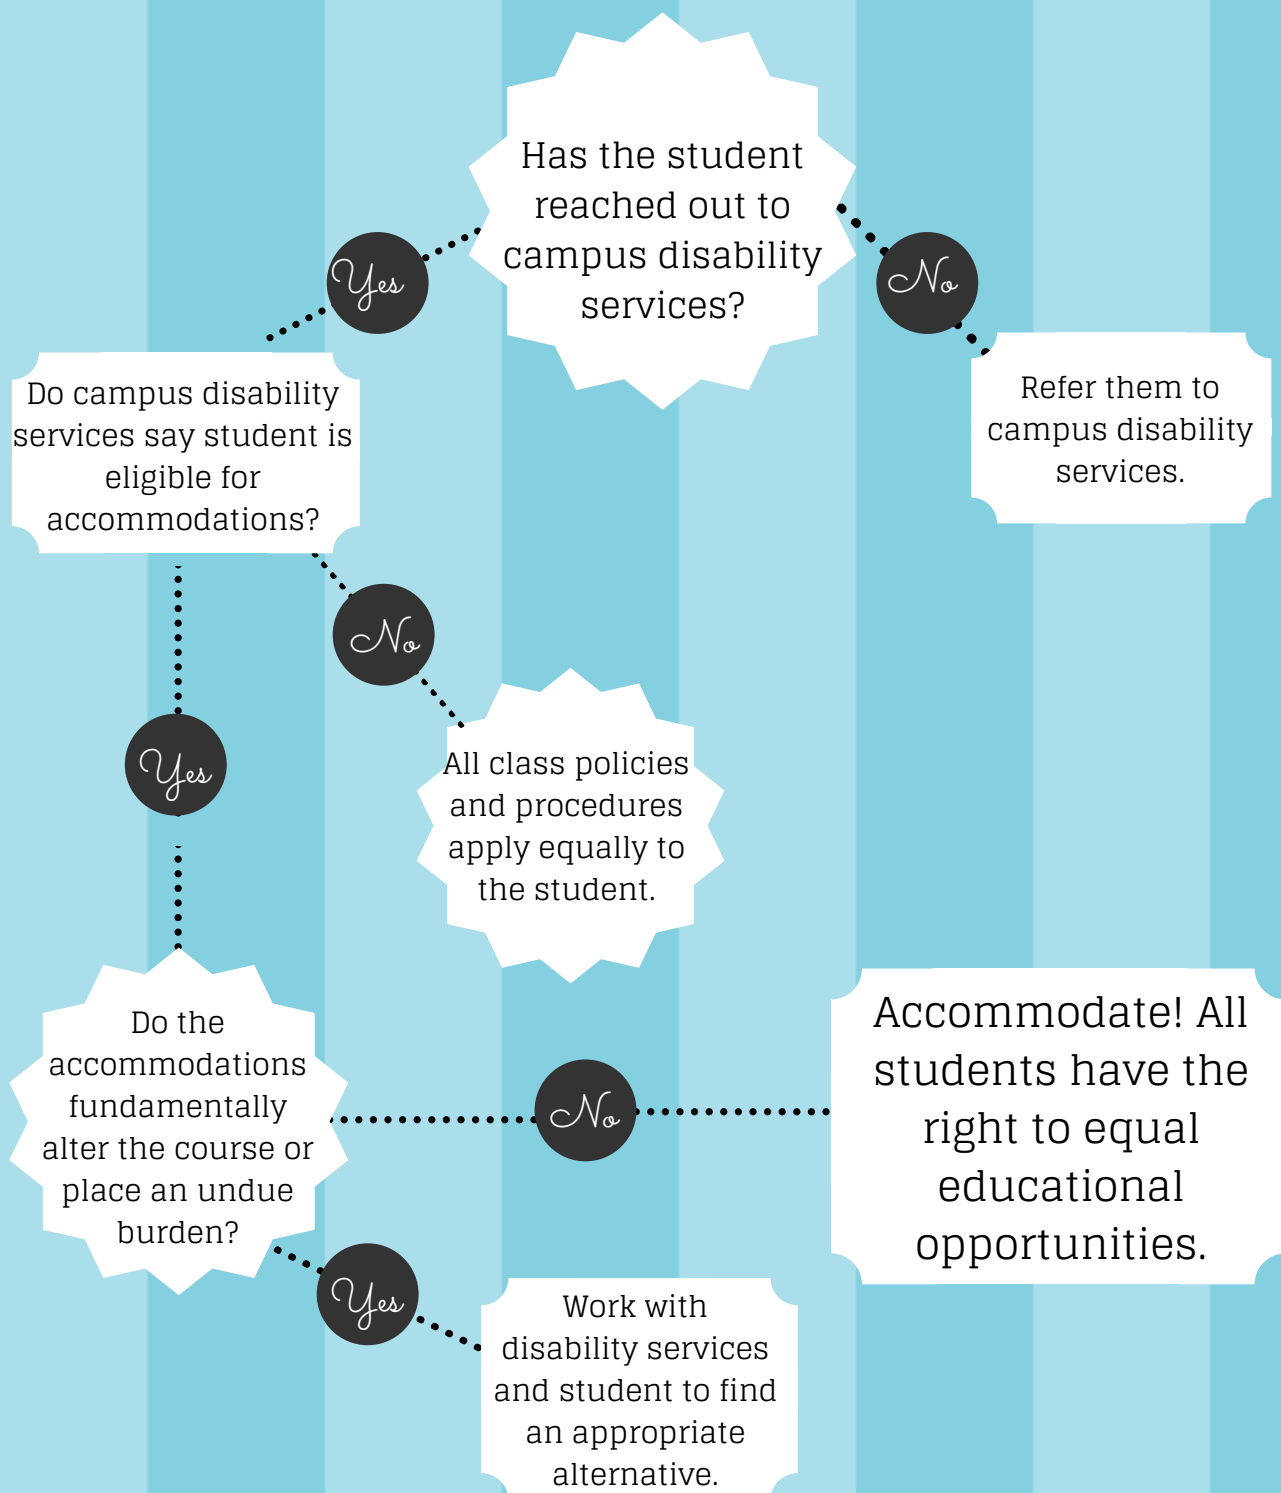 Has the student
reached out to
campus disability
services?
Yes
No
Do campus disability
services say student is
eligible for
accommodations?
Refer them to
campus disability
services.
No
Yes
All class policies
and procedures
apply equally to
the student.
Do the
accommodations
fundamentally
alter the course or
place an undue
burden?
No
Accommodate! All
students have the
right to equal
educational
opportunities.
Yes
Work with
disability services
and student to find
an appropriate
alternative.